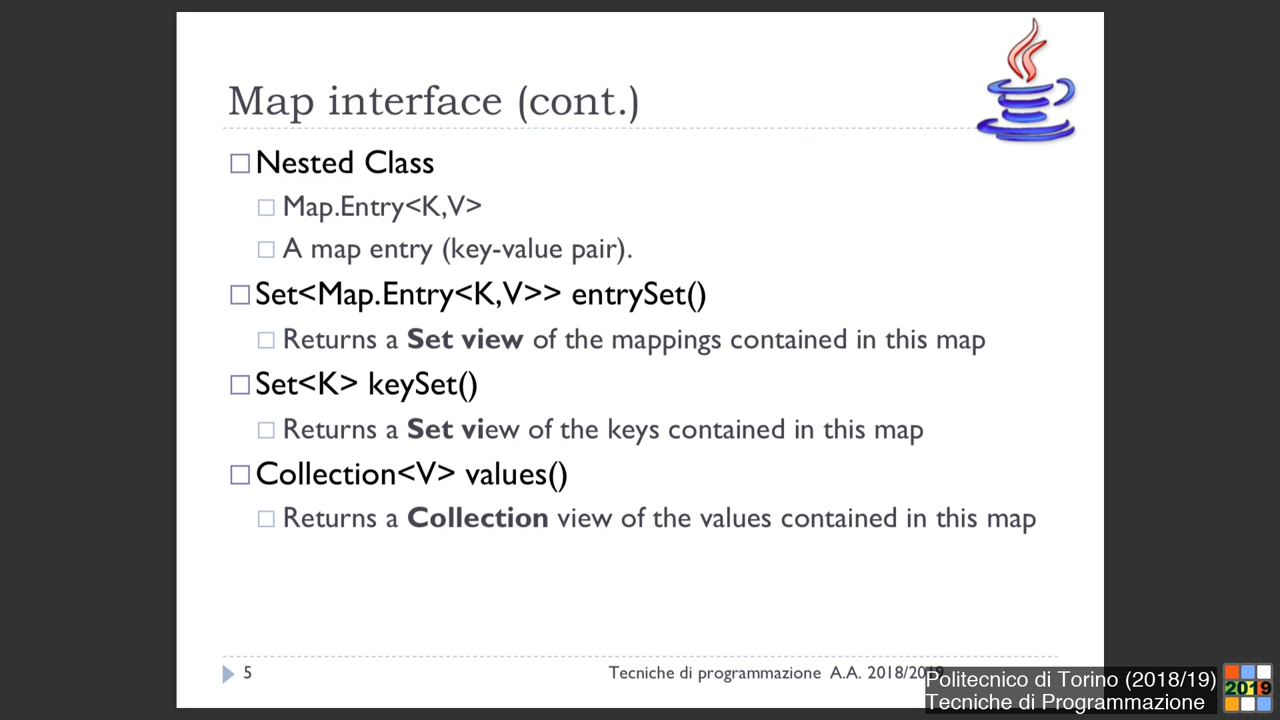 Map interface (cont.)
Nested Class
Map.Entry<K,V>
A map entry (key-value pair).
Set<Map.Entry<K,V>> entrySet()
Returns a Set view of the mappings contained in this map
Set<K> keySet()
Returns a Set view of the keys contained in this map
Collection<V> values()
Returns a Collection view of the values contained in this map
5
Tecniche di programmazione A.A. 2018/2019
Politecnico di Torino (2018/19)
Tecniche di Programmazione
2019